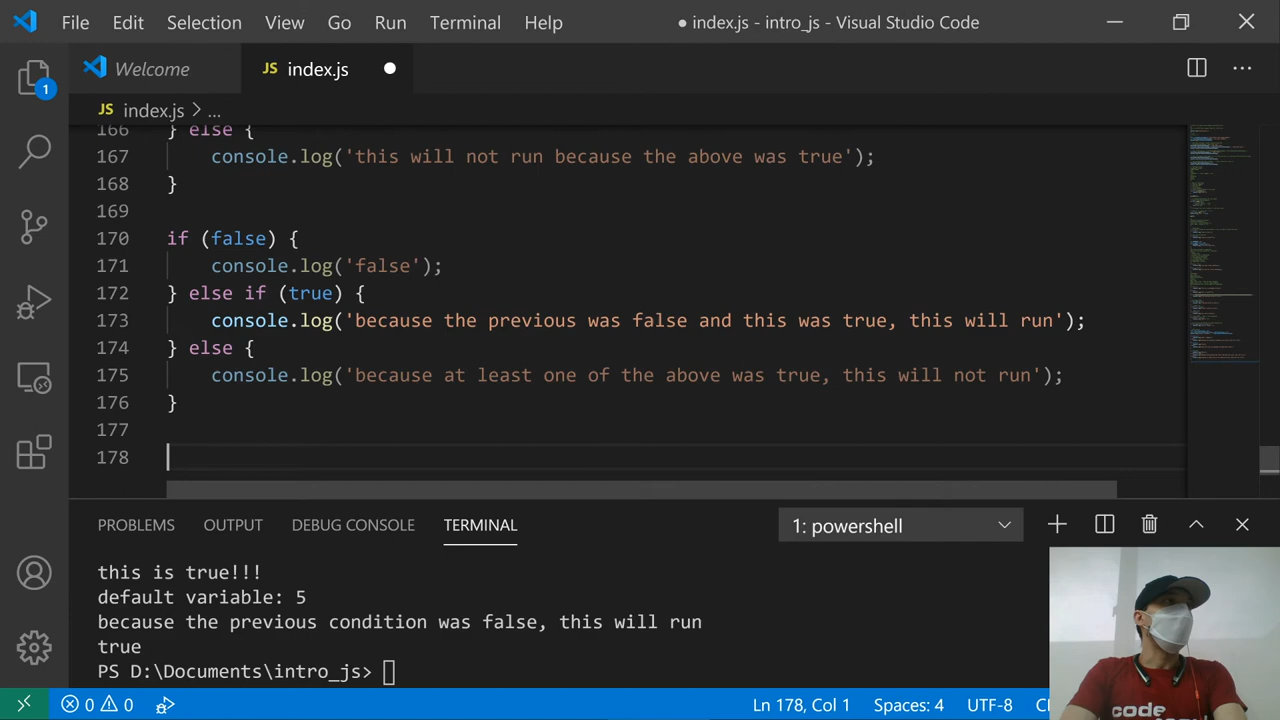 File Edit Selection View Go Run Terminal Help ● index.js - intro_js - Visual Studio Code
Welcome JS index.js
JS index.js > ...
166 } else {
167 console.log('this will not run because the above was true');
168 }
169
170 if (false) {
171 console.log('false');
172 } else if (true) {
173 console.log('because the previous was false and this was true, this will run');
174 } else {
175 console.log('because at least one of the above was true, this will not run');
176 }
177
178
PROBLEMS OUTPUT DEBUG CONSOLE TERMINAL 1: powershell
this is true!!!
default variable: 5
because the previous condition was false, this will run
true
PS D:\Documents\intro_js>
1
0 0 Ln 178, Col 1 Spaces: 4 UTF-8
code